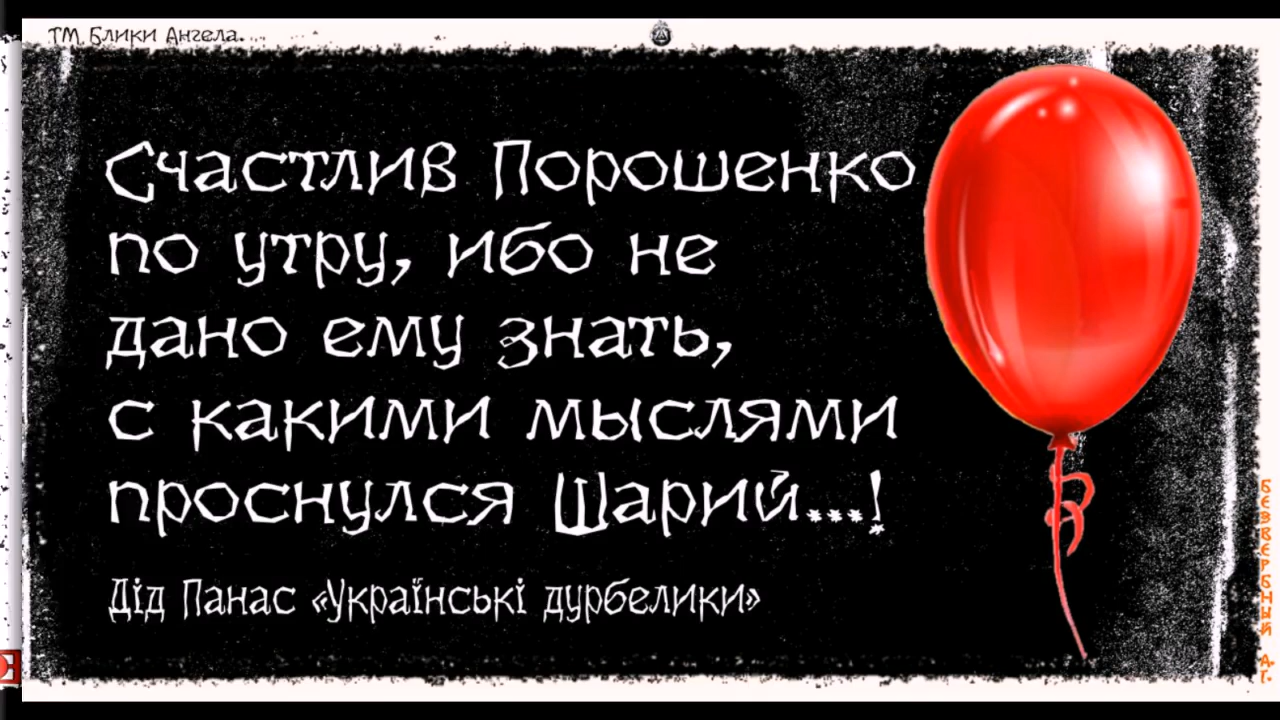 ТМ. Блики Ангела...
Счастлив Порошенко
по утру, ибо не
дано ему знать,
с какими мыслями
проснулся Шарий...!
Дід Панас «Українські дурбелики»
БЕЗВЕРБНЫЙ А.Г.